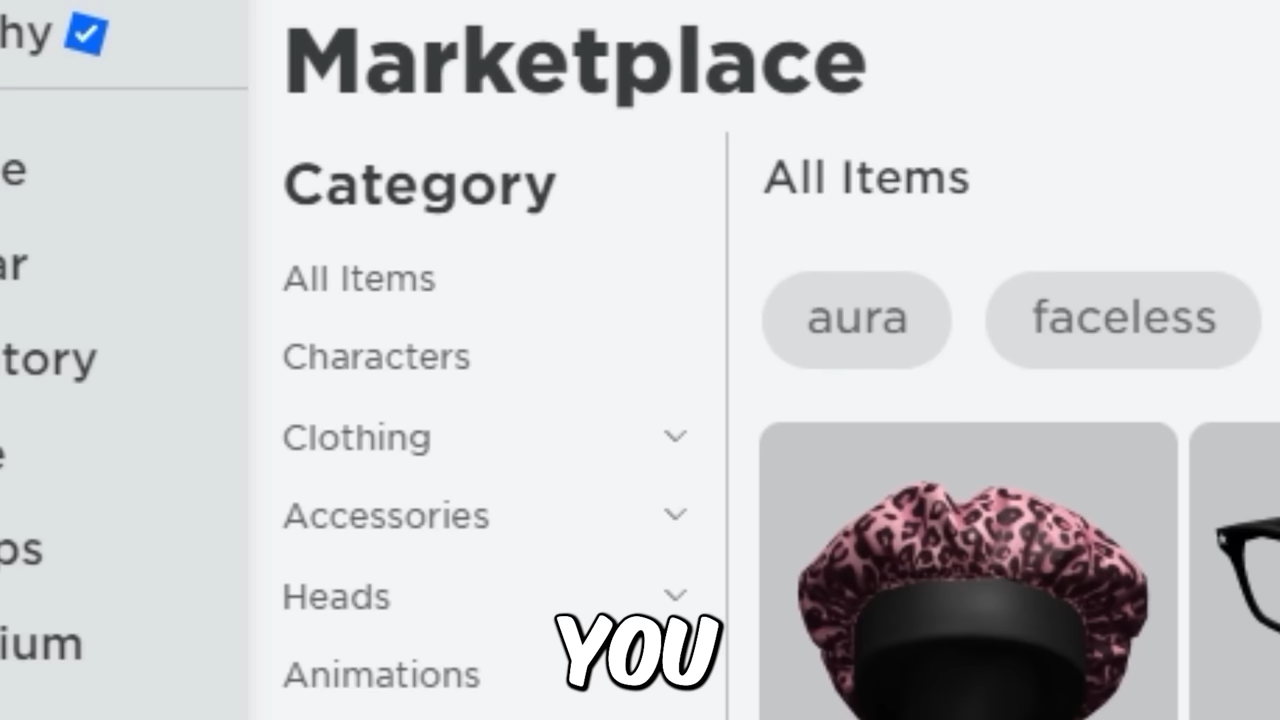 hy
Marketplace
e
ar
tory
e
ps
ium
Category
All Items
Characters
Clothing
Accessories
Heads
Animations
All Items
aura
faceless
YOU